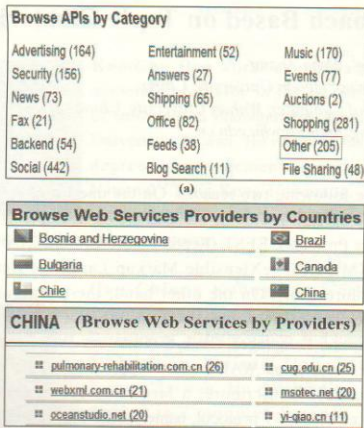 Browse APIs by Category
Advertising (164) Entertainment (52) Music (170)
Security (156) Answers (27) Events (77)
News (73) Shipping (65) Auctions (2)
Fax (21) Office (82) Shopping (281)
Backend (54) Feeds (38) Other (205)
Social (442) Blog Search (11) File Sharing (48)
(a)
Browse Web Services Providers by Countries
Bosnia and Herzegovina Brazil
Bulgaria Canada
Chile China
CHINA (Browse Web Services by Providers)
pulmonary-rehabilitation.com.cn (26) cug.edu.cn (25)
webxml.com.cn (21) msotec.net (20)
oceanstudio.net (20) yi-qiao.cn (11)